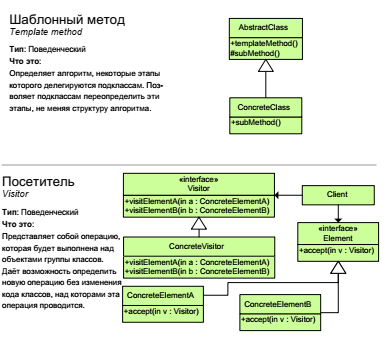 Шаблонный метод
Template method
Тип: Поведенческий
Что это:
Определяет алгоритм, некоторые этапы
которого делегируются подклассам. Поз-
воляет подклассам переопределить эти
этапы, не меняя структуру алгоритма.
AbstractClass
+templateMethod()
#subMethod()
ConcreteClass
+subMethod()
Посетитель
Visitor
Тип: Поведенческий
Что это:
Представляет собой операцию,
которая будет выполнена над
объектами группы классов.
Даёт возможность определить
новую операцию без изменения
кода классов, над которыми эта
операция проводится.
«interface»
Visitor
+visitElementA(in a : ConcreteElementA)
+visitElementB(in b : ConcreteElementB)
Client
ConcreteVisitor
+visitElementA(in a : ConcreteElementA)
+visitElementB(in b : ConcreteElementB)
«interface»
Element
+accept(in v : Visitor)
ConcreteElementA
+accept(in v : Visitor)
ConcreteElementB
+accept(in v : Visitor)